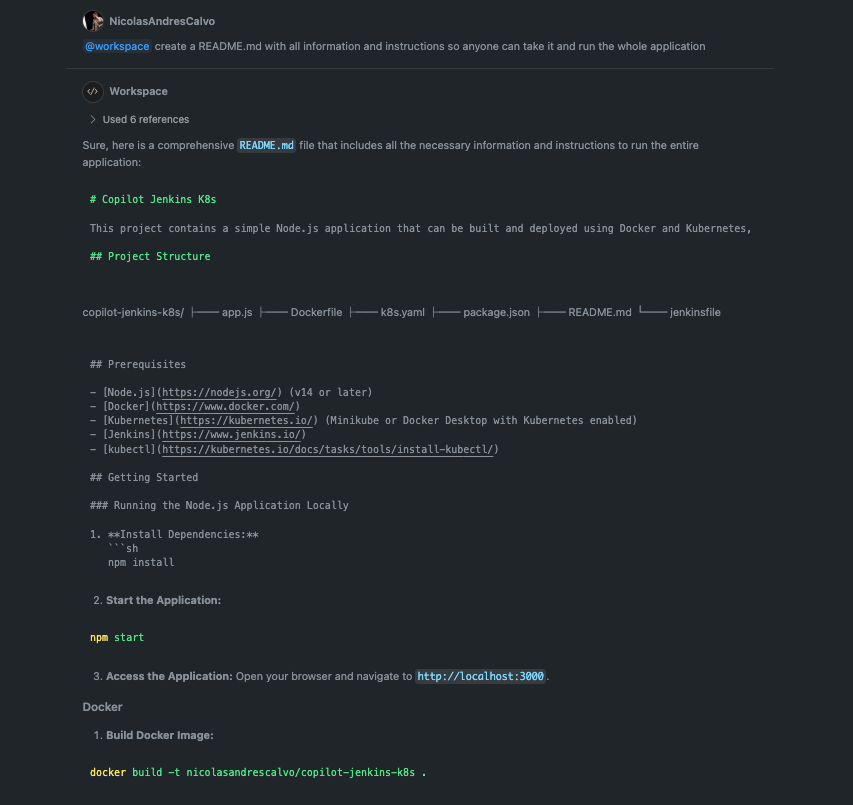 NicolasAndresCalvo
@workspace create a README.md with all information and instructions so anyone can take it and run the whole application
Workspace
Used 6 references
Sure, here is a comprehensive README.md file that includes all the necessary information and instructions to run the entire
application:
# Copilot Jenkins K8s
This project contains a simple Node.js application that can be built and deployed using Docker and Kubernetes,
## Project Structure
copilot-jenkins-k8s/ ├── app.js ├── Dockerfile ├── k8s.yaml ├── package.json ├── README.md └── jenkinsfile
## Prerequisites
- [Node.js](https://nodejs.org/) (v14 or later)
- [Docker](https://www.docker.com/)
- [Kubernetes](https://kubernetes.io/) (Minikube or Docker Desktop with Kubernetes enabled)
- [Jenkins](https://www.jenkins.io/)
- [kubectl](https://kubernetes.io/docs/tasks/tools/install-kubectl/)
## Getting Started
### Running the Node.js Application Locally
1. **Install Dependencies:**
```sh
npm install
2. Start the Application:
npm start
3. Access the Application: Open your browser and navigate to http://localhost:3000.
Docker
1. Build Docker Image:
docker build -t nicolasandrescalvo/copilot-jenkins-k8s .